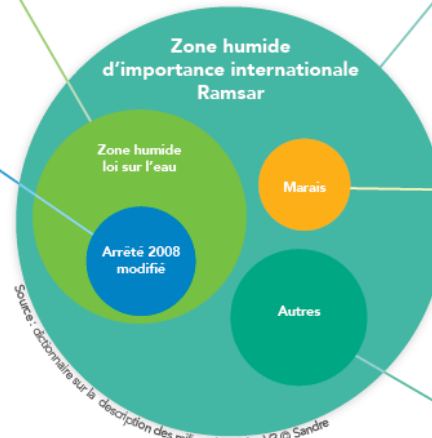 Zone humide
d'importance internationale
Ramsar
Zone humide
loi sur l'eau
Marais
Arrêté 2008
modifié
Autres
Source : dictionnaire sur la description des © Sandre